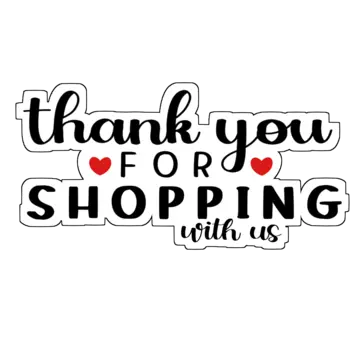 thank you
FOR
SHOPPING
with us